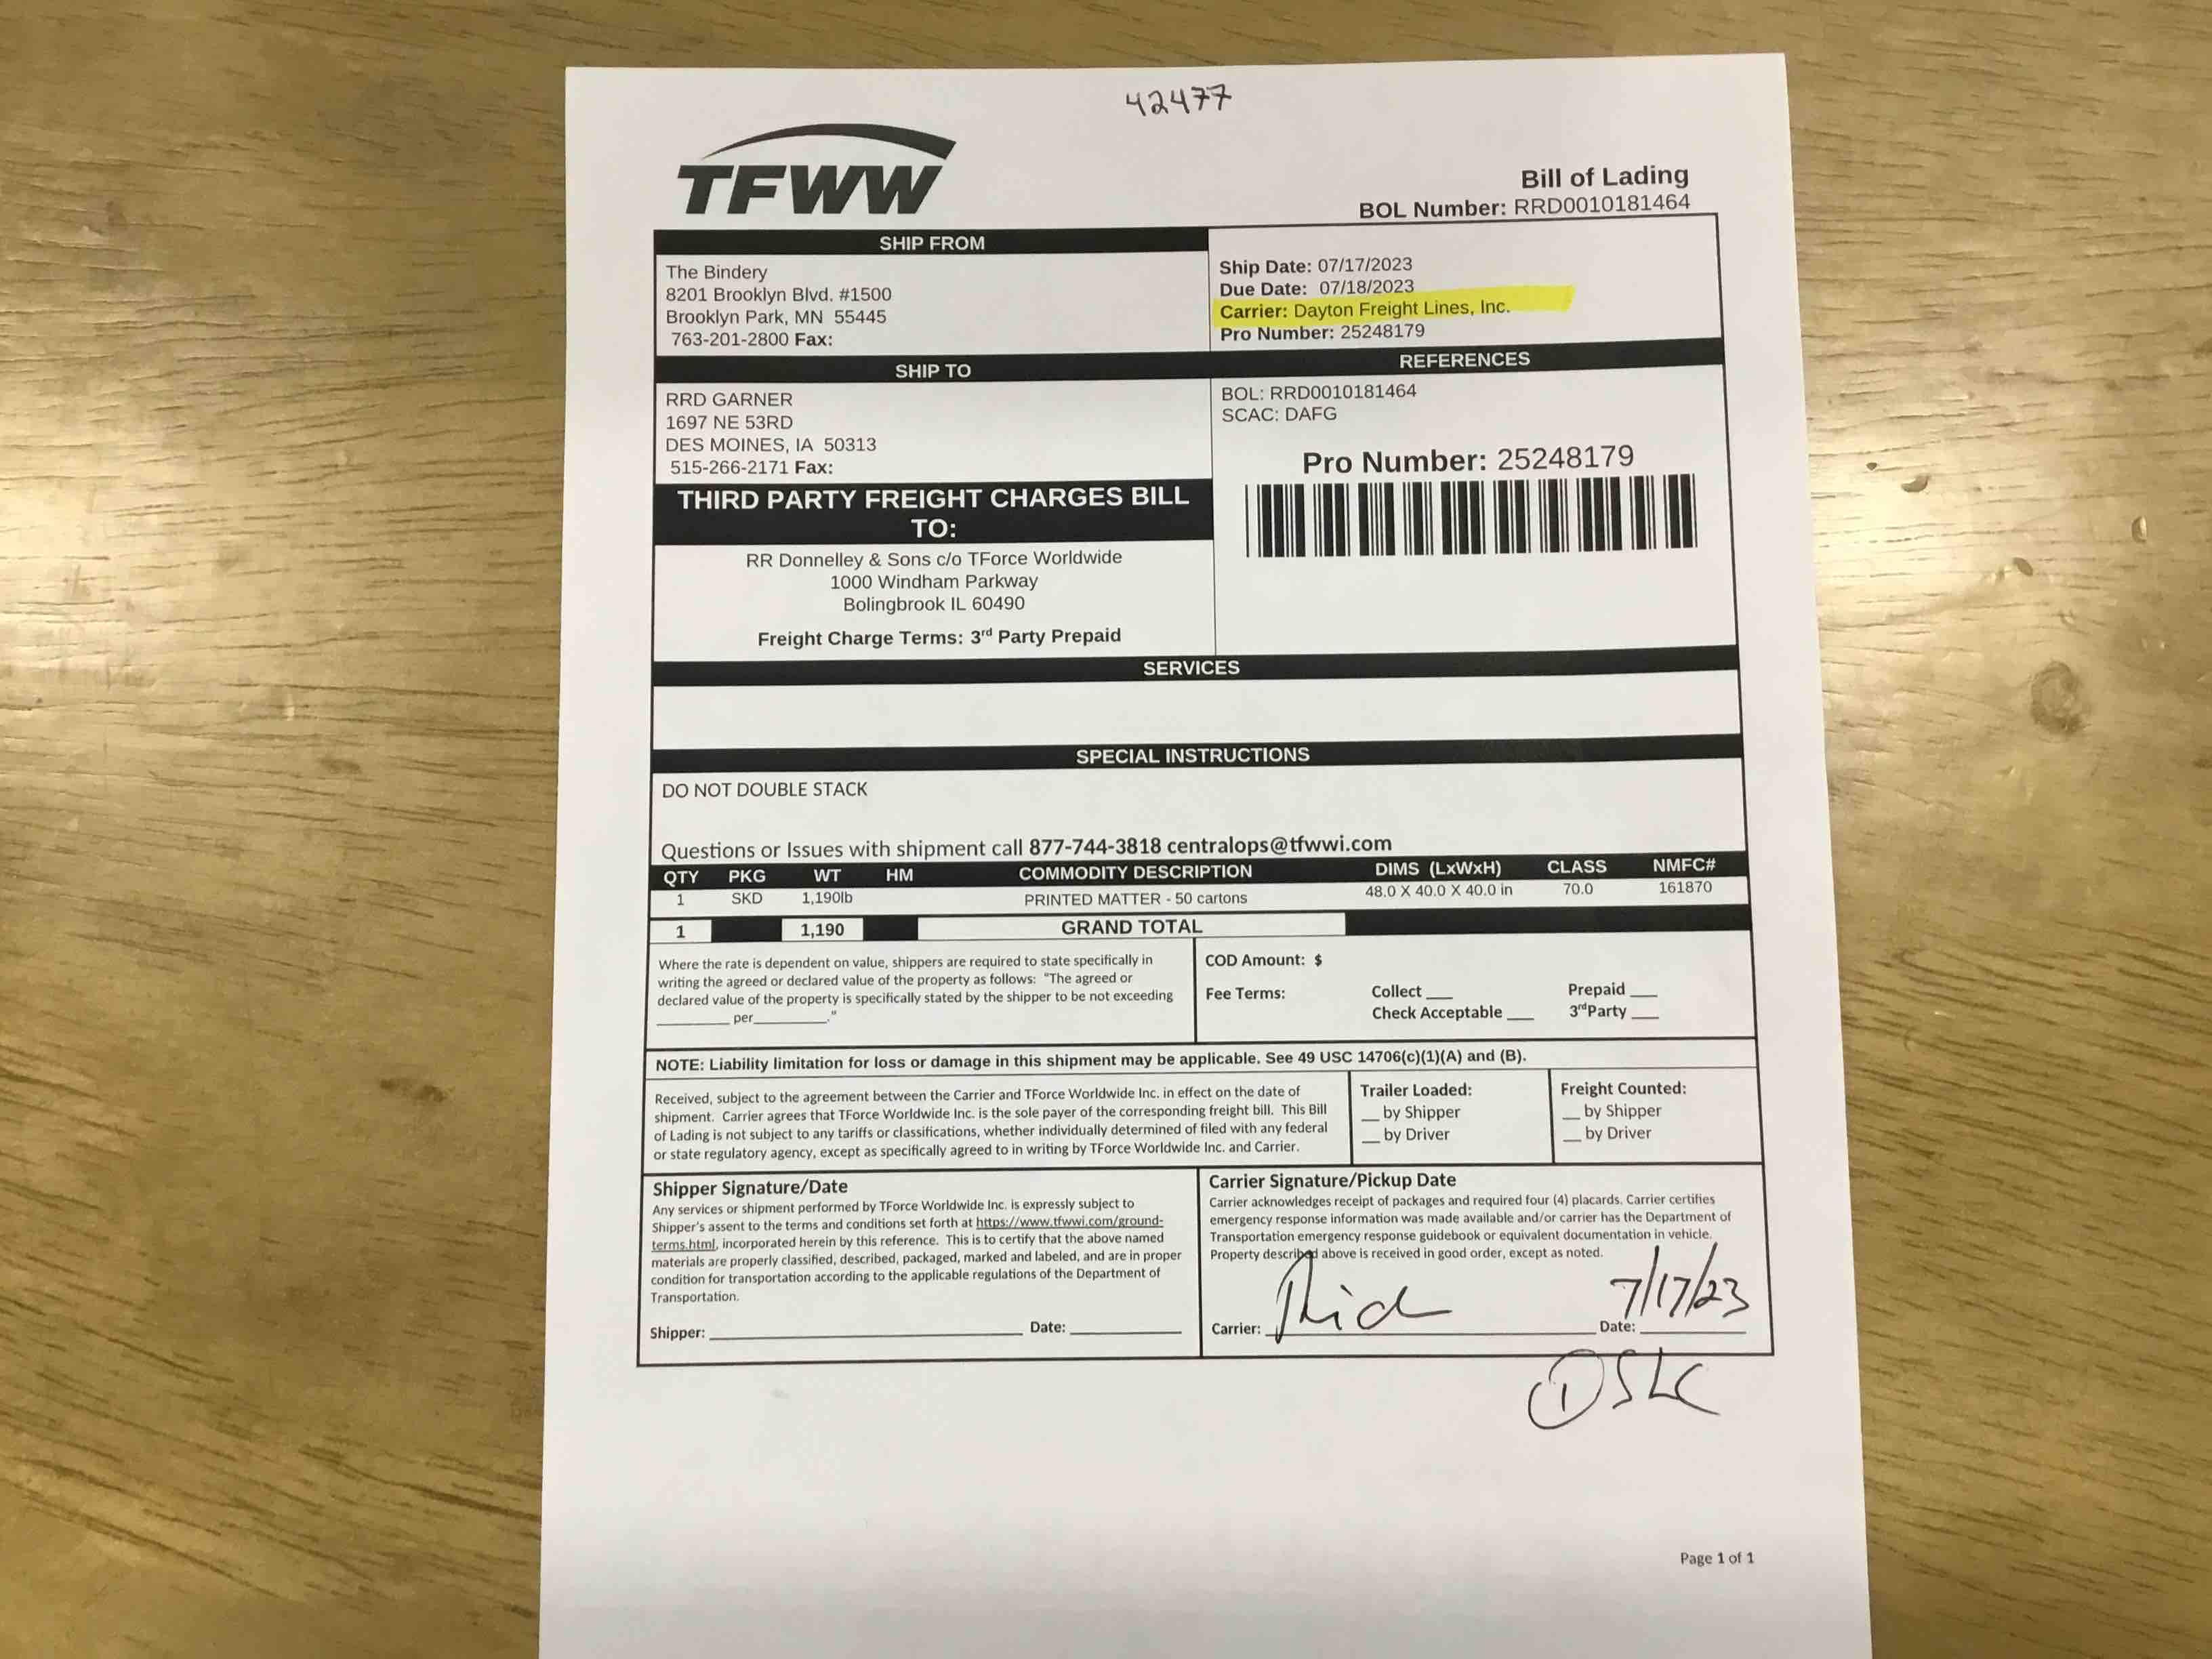 42477
TFWW
Bill of Lading
BOL Number: RRD0010181464
SHIP FROM
The Bindery
8201 Brooklyn Blvd. #1500
Brooklyn Park, MN 55445
763-201-2800 Fax:
Ship Date: 07/17/2023
Due Date: 07/18/2023
Carrier: Dayton Freight Lines, Inc.
Pro Number: 25248179
SHIP TO
RRD GARNER
1697 NE 53RD
DES MOINES, IA 50313
515-266-2171 Fax:
REFERENCES
BOL: RRD0010181464
SCAC: DAFG
Pro Number: 25248179
THIRD PARTY FREIGHT CHARGES BILL
TO:
RR Donnelley & Sons c/o TForce Worldwide
1000 Windham Parkway
Bolingbrook IL 60490
Freight Charge Terms: 3rd Party Prepaid
SERVICES
SPECIAL INSTRUCTIONS
DO NOT DOUBLE STACK
Questions or Issues with shipment call 877-744-3818 centralops@tfwwi.com
QTY PKG WT HM COMMODITY DESCRIPTION DIMS (LxWxH) CLASS NMFC#
1 SKD 1,190lb PRINTED MATTER - 50 cartons 48.0 X 40.0 X 40.0 in 70.0 161870
1 1,190 GRAND TOTAL
Where the rate is dependent on value, shippers are required to state specifically in
writing the agreed or declared value of the property as follows: "The agreed or
declared value of the property is specifically stated by the shipper to be not exceeding
__________ per__________."
COD Amount: $
Fee Terms: Collect ___ Prepaid ___
Check Acceptable ___ 3rdParty ___
NOTE: Liability limitation for loss or damage in this shipment may be applicable. See 49 USC 14706(c)(1)(A) and (B).
Received, subject to the agreement between the Carrier and TForce Worldwide Inc. in effect on the date of
shipment. Carrier agrees that TForce Worldwide Inc. is the sole payer of the corresponding freight bill. This Bill
of Lading is not subject to any tariffs or classifications, whether individually determined of filed with any federal
or state regulatory agency, except as specifically agreed to in writing by TForce Worldwide Inc. and Carrier.
Trailer Loaded:
__ by Shipper
__ by Driver
Freight Counted:
__ by Shipper
__ by Driver
Shipper Signature/Date
Any services or shipment performed by TForce Worldwide Inc. is expressly subject to
Shipper's assent to the terms and conditions set forth at https://www.tfwwi.com/ground-
terms.html, incorporated herein by this reference. This is to certify that the above named
materials are properly classified, described, packaged, marked and labeled, and are in proper
condition for transportation according to the applicable regulations of the Department of
Transportation.
Shipper: ____________________ Date: __________
Carrier Signature/Pickup Date
Carrier acknowledges receipt of packages and required four (4) placards. Carrier certifies
emergency response information was made available and/or carrier has the Department of
Transportation emergency response guidebook or equivalent documentation in vehicle.
Property described above is received in good order, except as noted.
Carrier: Date: 7/17/23
Page 1 of 1